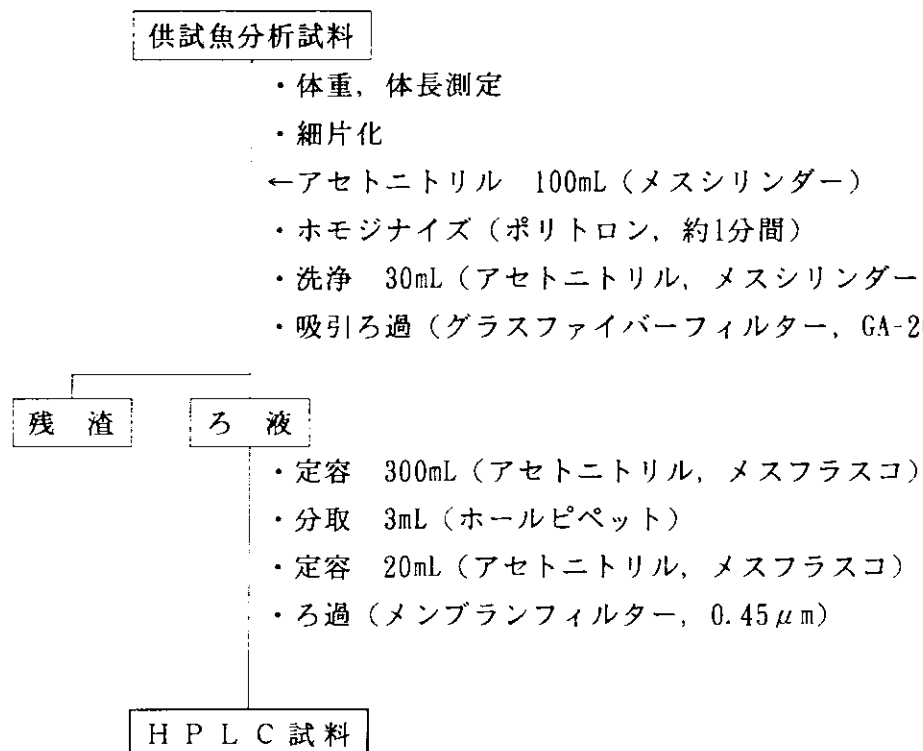 供試魚分析試料
・体重, 体長測定
・細片化
←アセトニトリル 100mL(メスシリンダー)
・ホモジナイズ(ポリトロン, 約1分間)
・洗浄 30mL(アセトニトリル, メスシリンダー
・吸引ろ過(グラスファイバーフィルター, GA-2
残 渣 ろ 液
・定容 300mL(アセトニトリル, メスフラスコ)
・分取 3mL(ホールピペット)
・定容 20mL(アセトニトリル, メスフラスコ)
・ろ過(メンブランフィルター, 0.45μm)
HPLC試料